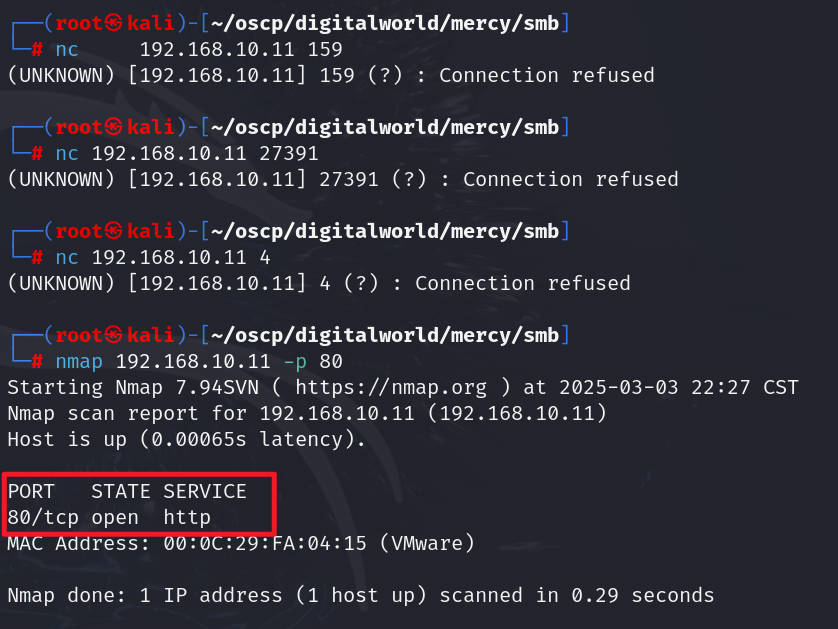 ┌──(root㉿kali)-[~/oscp/digitalworld/mercy/smb]
└─# nc     192.168.10.11 159
(UNKNOWN) [192.168.10.11] 159 (?) : Connection refused
┌──(root㉿kali)-[~/oscp/digitalworld/mercy/smb]
└─# nc 192.168.10.11 27391
(UNKNOWN) [192.168.10.11] 27391 (?) : Connection refused
┌──(root㉿kali)-[~/oscp/digitalworld/mercy/smb]
└─# nc 192.168.10.11 4
(UNKNOWN) [192.168.10.11] 4 (?) : Connection refused
┌──(root㉿kali)-[~/oscp/digitalworld/mercy/smb]
└─# nmap 192.168.10.11 -p 80
Starting Nmap 7.94SVN ( https://nmap.org ) at 2025-03-03 22:27 CST
Nmap scan report for 192.168.10.11 (192.168.10.11)
Host is up (0.00065s latency).
PORT   STATE SERVICE
80/tcp open  http
MAC Address: 00:0C:29:FA:04:15 (VMware)
Nmap done: 1 IP address (1 host up) scanned in 0.29 seconds